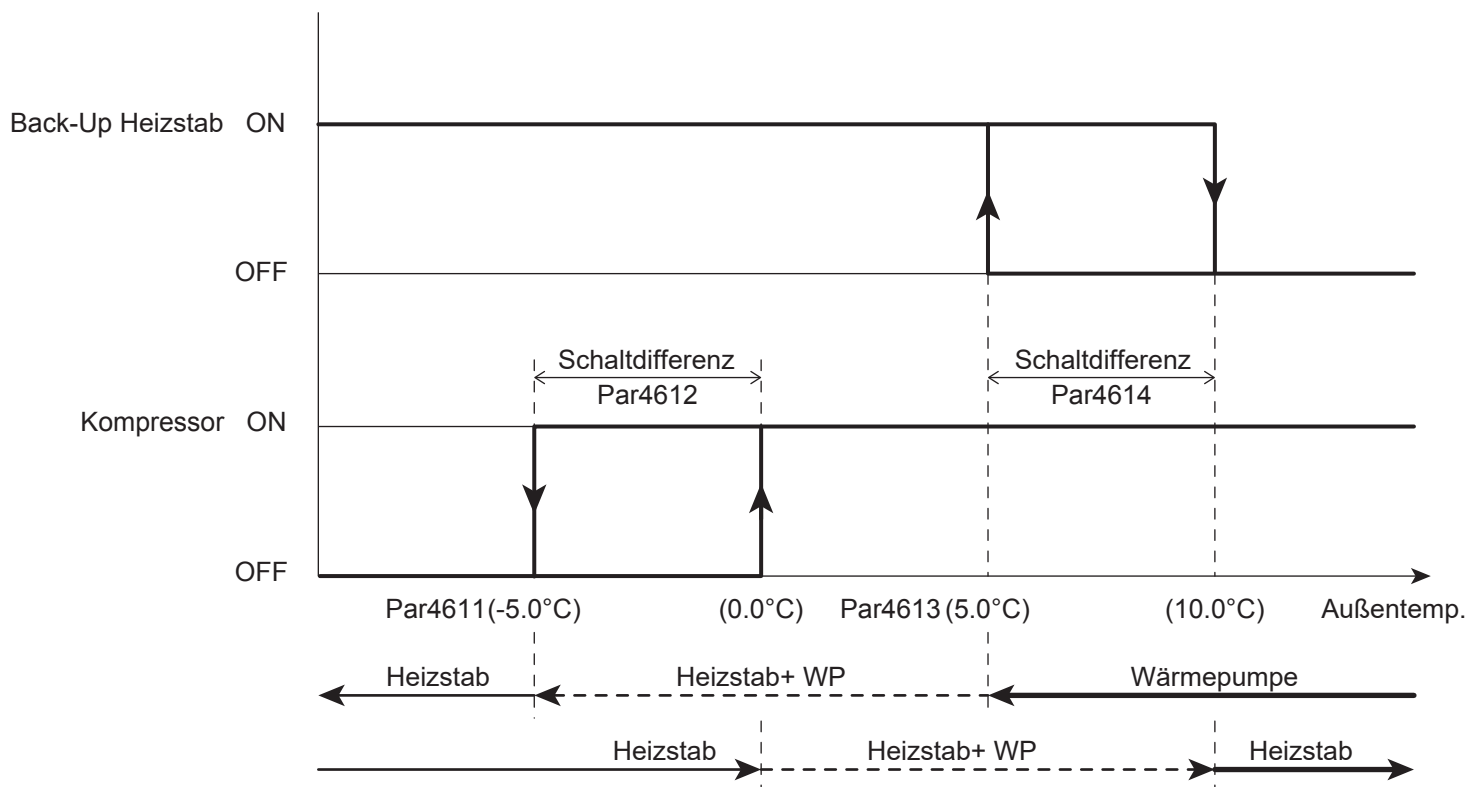 Back-Up Heizstab ON
OFF
Schaltdifferenz
Par4612
Schaltdifferenz
Par4614
Kompressor ON
OFF
Par4611(-5.0°C) (0.0°C) Par4613 (5.0°C) (10.0°C) Außentemp.
Heizstab Heizstab+ WP Wärmepumpe
Heizstab Heizstab+ WP Heizstab